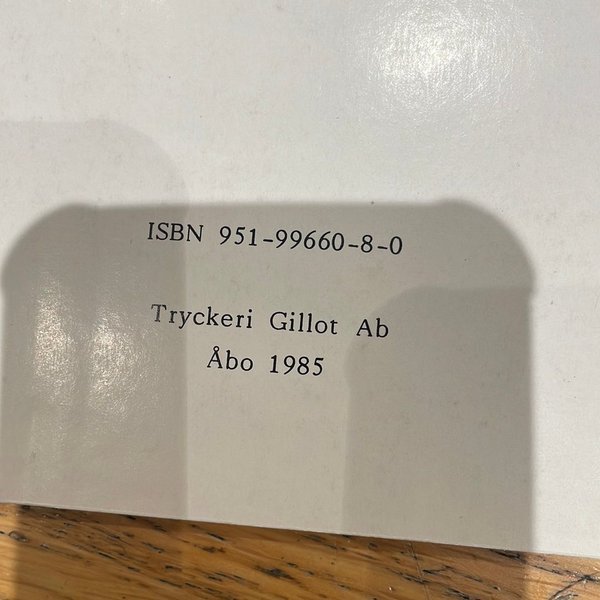 ISBN 951-99660-8-0
Tryckeri Gillot Ab
Åbo 1985